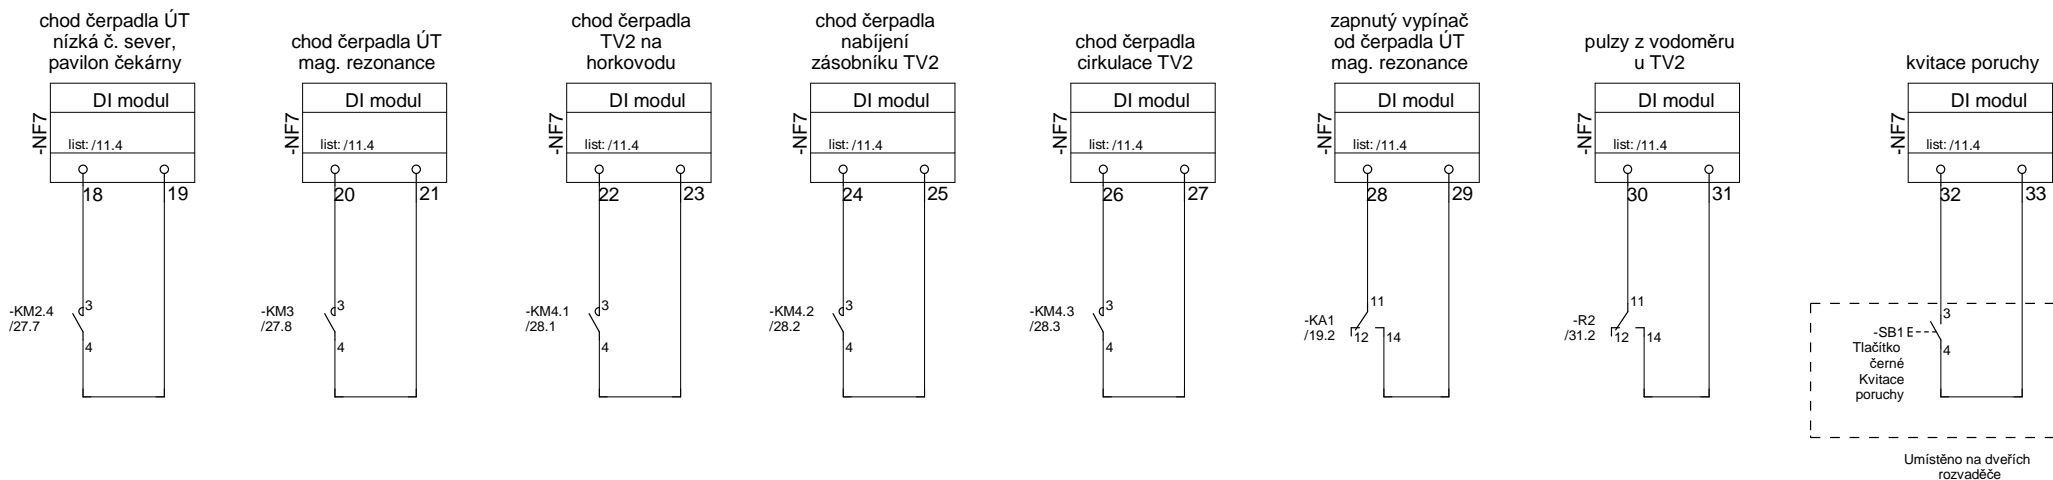 chod čerpadla ÚT
nízká č. sever,
pavilon čekárny
DI modul
-NF7
list: /11.4
18
19
-KM2.4
/27.7
3
4
chod čerpadla ÚT
mag. rezonance
DI modul
-NF7
list: /11.4
20
21
-KM3
/27.8
3
4
chod čerpadla
TV2 na
horkovodu
DI modul
-NF7
list: /11.4
22
23
-KM4.1
/28.1
3
4
chod čerpadla
nabíjení
zásobníku TV2
DI modul
-NF7
list: /11.4
24
25
-KM4.2
/28.2
3
4
chod čerpadla
cirkulace TV2
DI modul
-NF7
list: /11.4
26
27
-KM4.3
/28.3
3
4
zapnutý vypínač
od čerpadla ÚT
mag. rezonance
DI modul
-NF7
list: /11.4
28
29
-KA1
/19.2
11
12
14
pulzy z vodoměru
u TV2
DI modul
-NF7
list: /11.4
30
31
-R2
/31.2
11
12
14
kvitace poruchy
DI modul
-NF7
list: /11.4
32
33
3
4
-SB1
Tlačítko
černé
Kvitace
poruchy
Umístěno na dveřích
rozvaděče